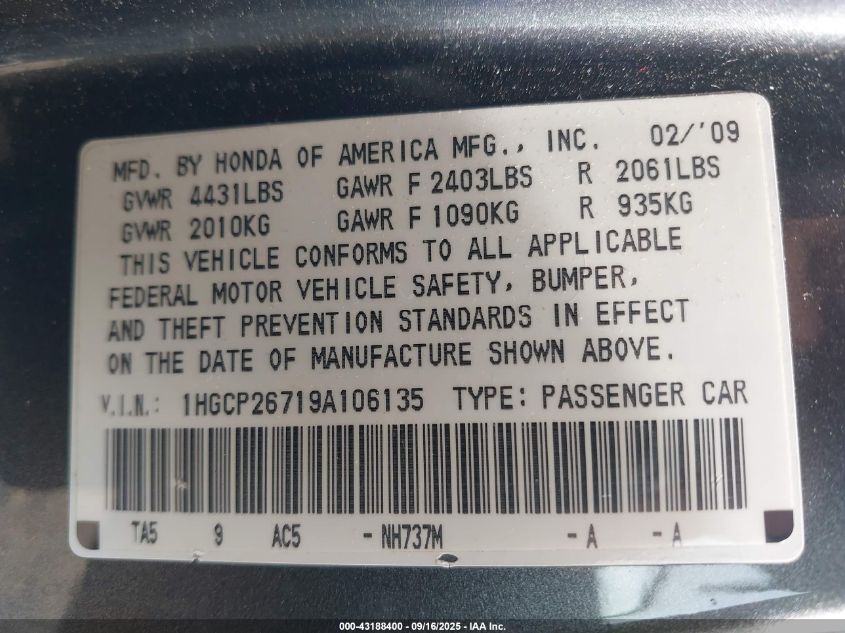 MFD. BY HONDA OF AMERICA MFG., INC. 02/'09
GVWR 4431LBS GAWR F 2403LBS R 2061LBS
GVWR 2010KG GAWR F 1090KG R 935KG
THIS VEHICLE CONFORMS TO ALL APPLICABLE
FEDERAL MOTOR VEHICLE SAFETY, BUMPER,
AND THEFT PREVENTION STANDARDS IN EFFECT
ON THE DATE OF MANUFACTURE SHOWN ABOVE.
V.I.N.: 1HGCP26719A106135 TYPE: PASSENGER CAR
TA5 9 AC5 - NH737M - A - A
000-43188400 - 09/16/2025 - IAA Inc.